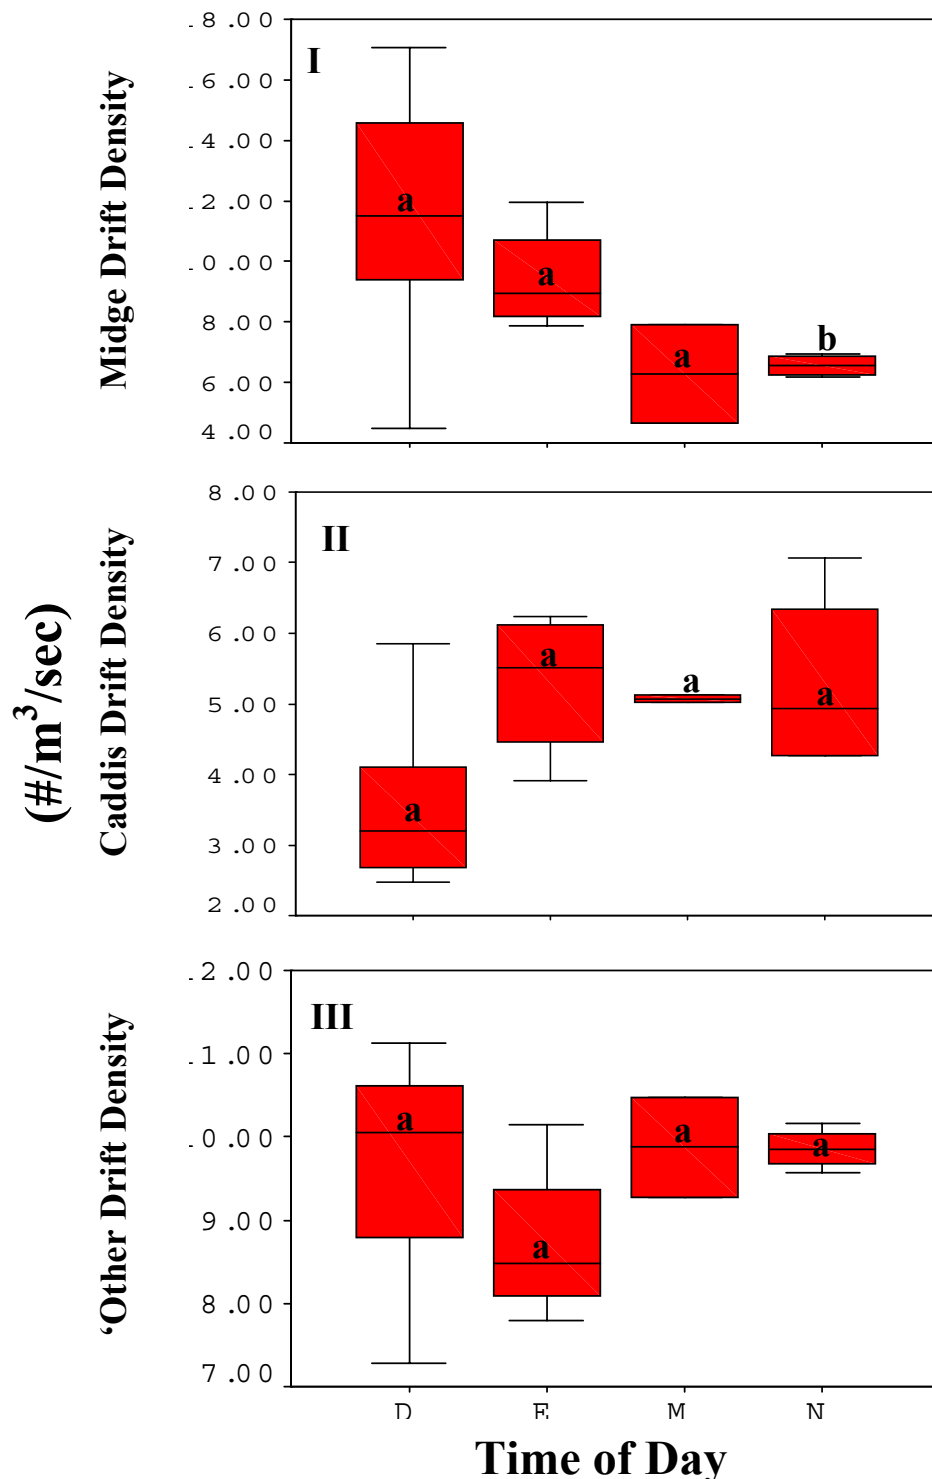 (#/m³/sec)
Midge Drift Density
I
8.00
6.00
4.00
2.00
0.00
8.00
6.00
4.00
a
a
a
b
Caddis Drift Density
II
8.00
7.00
6.00
5.00
4.00
3.00
2.00
a
a
a
a
‘Other Drift Density
III
2.00
1.00
0.00
9.00
8.00
7.00
a
a
a
a
D E M N
Time of Day